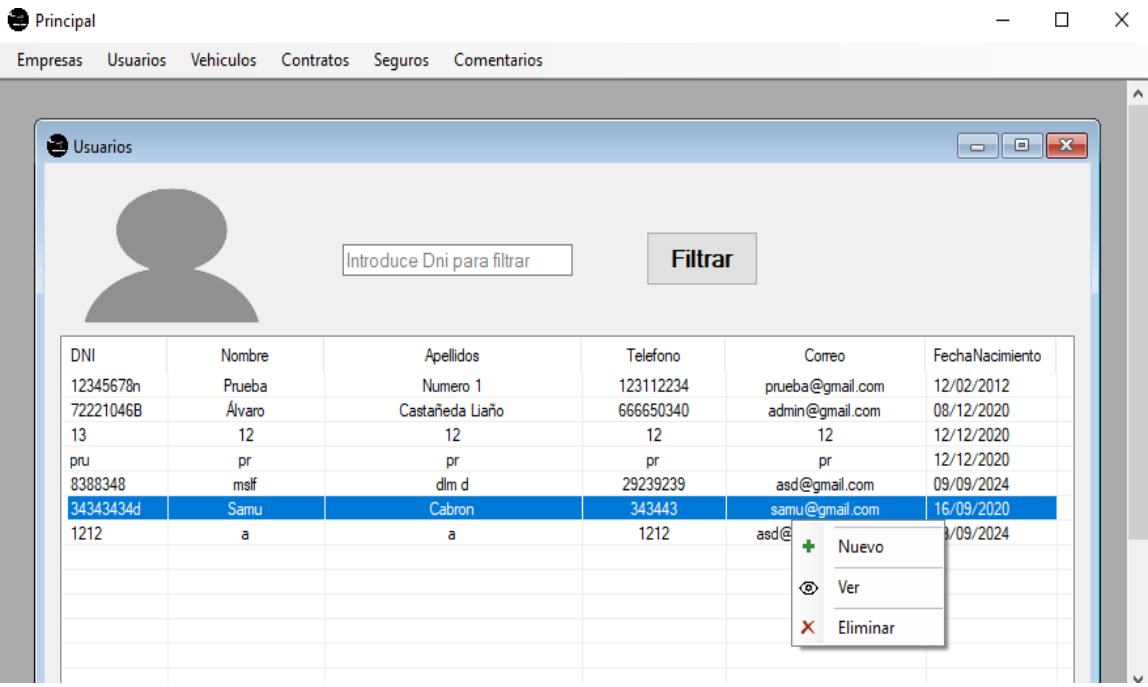 Principal
Empresas Usuarios Vehiculos Contratos Seguros Comentarios
Usuarios
Introduce Dni para filtrar Filtrar
DNI Nombre Apellidos Telefono Correo FechaNacimiento
12345678n Prueba Numero 1 123112234 prueba@gmail.com 12/02/2012
72221046B Álvaro Castañeda Liaño 666650340 admin@gmail.com 08/12/2020
13 12 12 12 12 12/12/2020
pru pr pr pr pr 12/12/2020
8388348 mslf dlm d 29239239 asd@gmail.com 09/09/2024
34343434d Samu Cabron 343443 samu@gmail.com 16/09/2020
1212 a a 1212 asd@ /09/2024
Nuevo
Ver
Eliminar